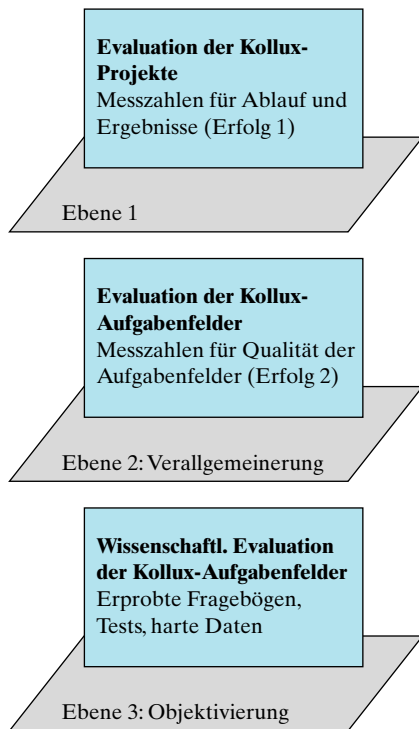 Evaluation der Kollux-
Projekte
Messzahlen für Ablauf und
Ergebnisse (Erfolg 1)
Ebene 1
Evaluation der Kollux-
Aufgabenfelder
Messzahlen für Qualität der
Aufgabenfelder (Erfolg 2)
Ebene 2: Verallgemeinerung
Wissenschaftl. Evaluation
der Kollux-Aufgabenfelder
Erprobte Fragebögen,
Tests, harte Daten
Ebene 3: Objektivierung